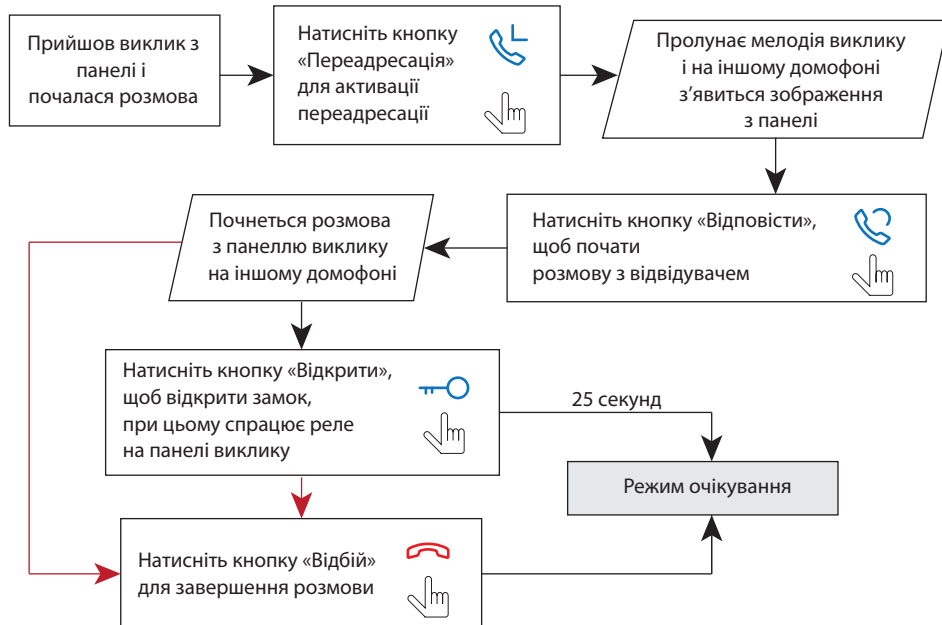 Прийшов виклик з
панелі і
почалася розмова
Натисніть кнопку
«Переадресація»
для активації
переадресації
Пролунає мелодія виклику
і на іншому домофоні
з’явиться зображення
з панелі
Натисніть кнопку «Відповісти»,
щоб почати
розмову з відвідувачем
Почнеться розмова
з панеллю виклику
на іншому домофоні
Натисніть кнопку «Відкрити»,
щоб відкрити замок,
при цьому спрацює реле
на панелі виклику
25 секунд
Режим очікування
Натисніть кнопку «Відбій»
для завершення розмови